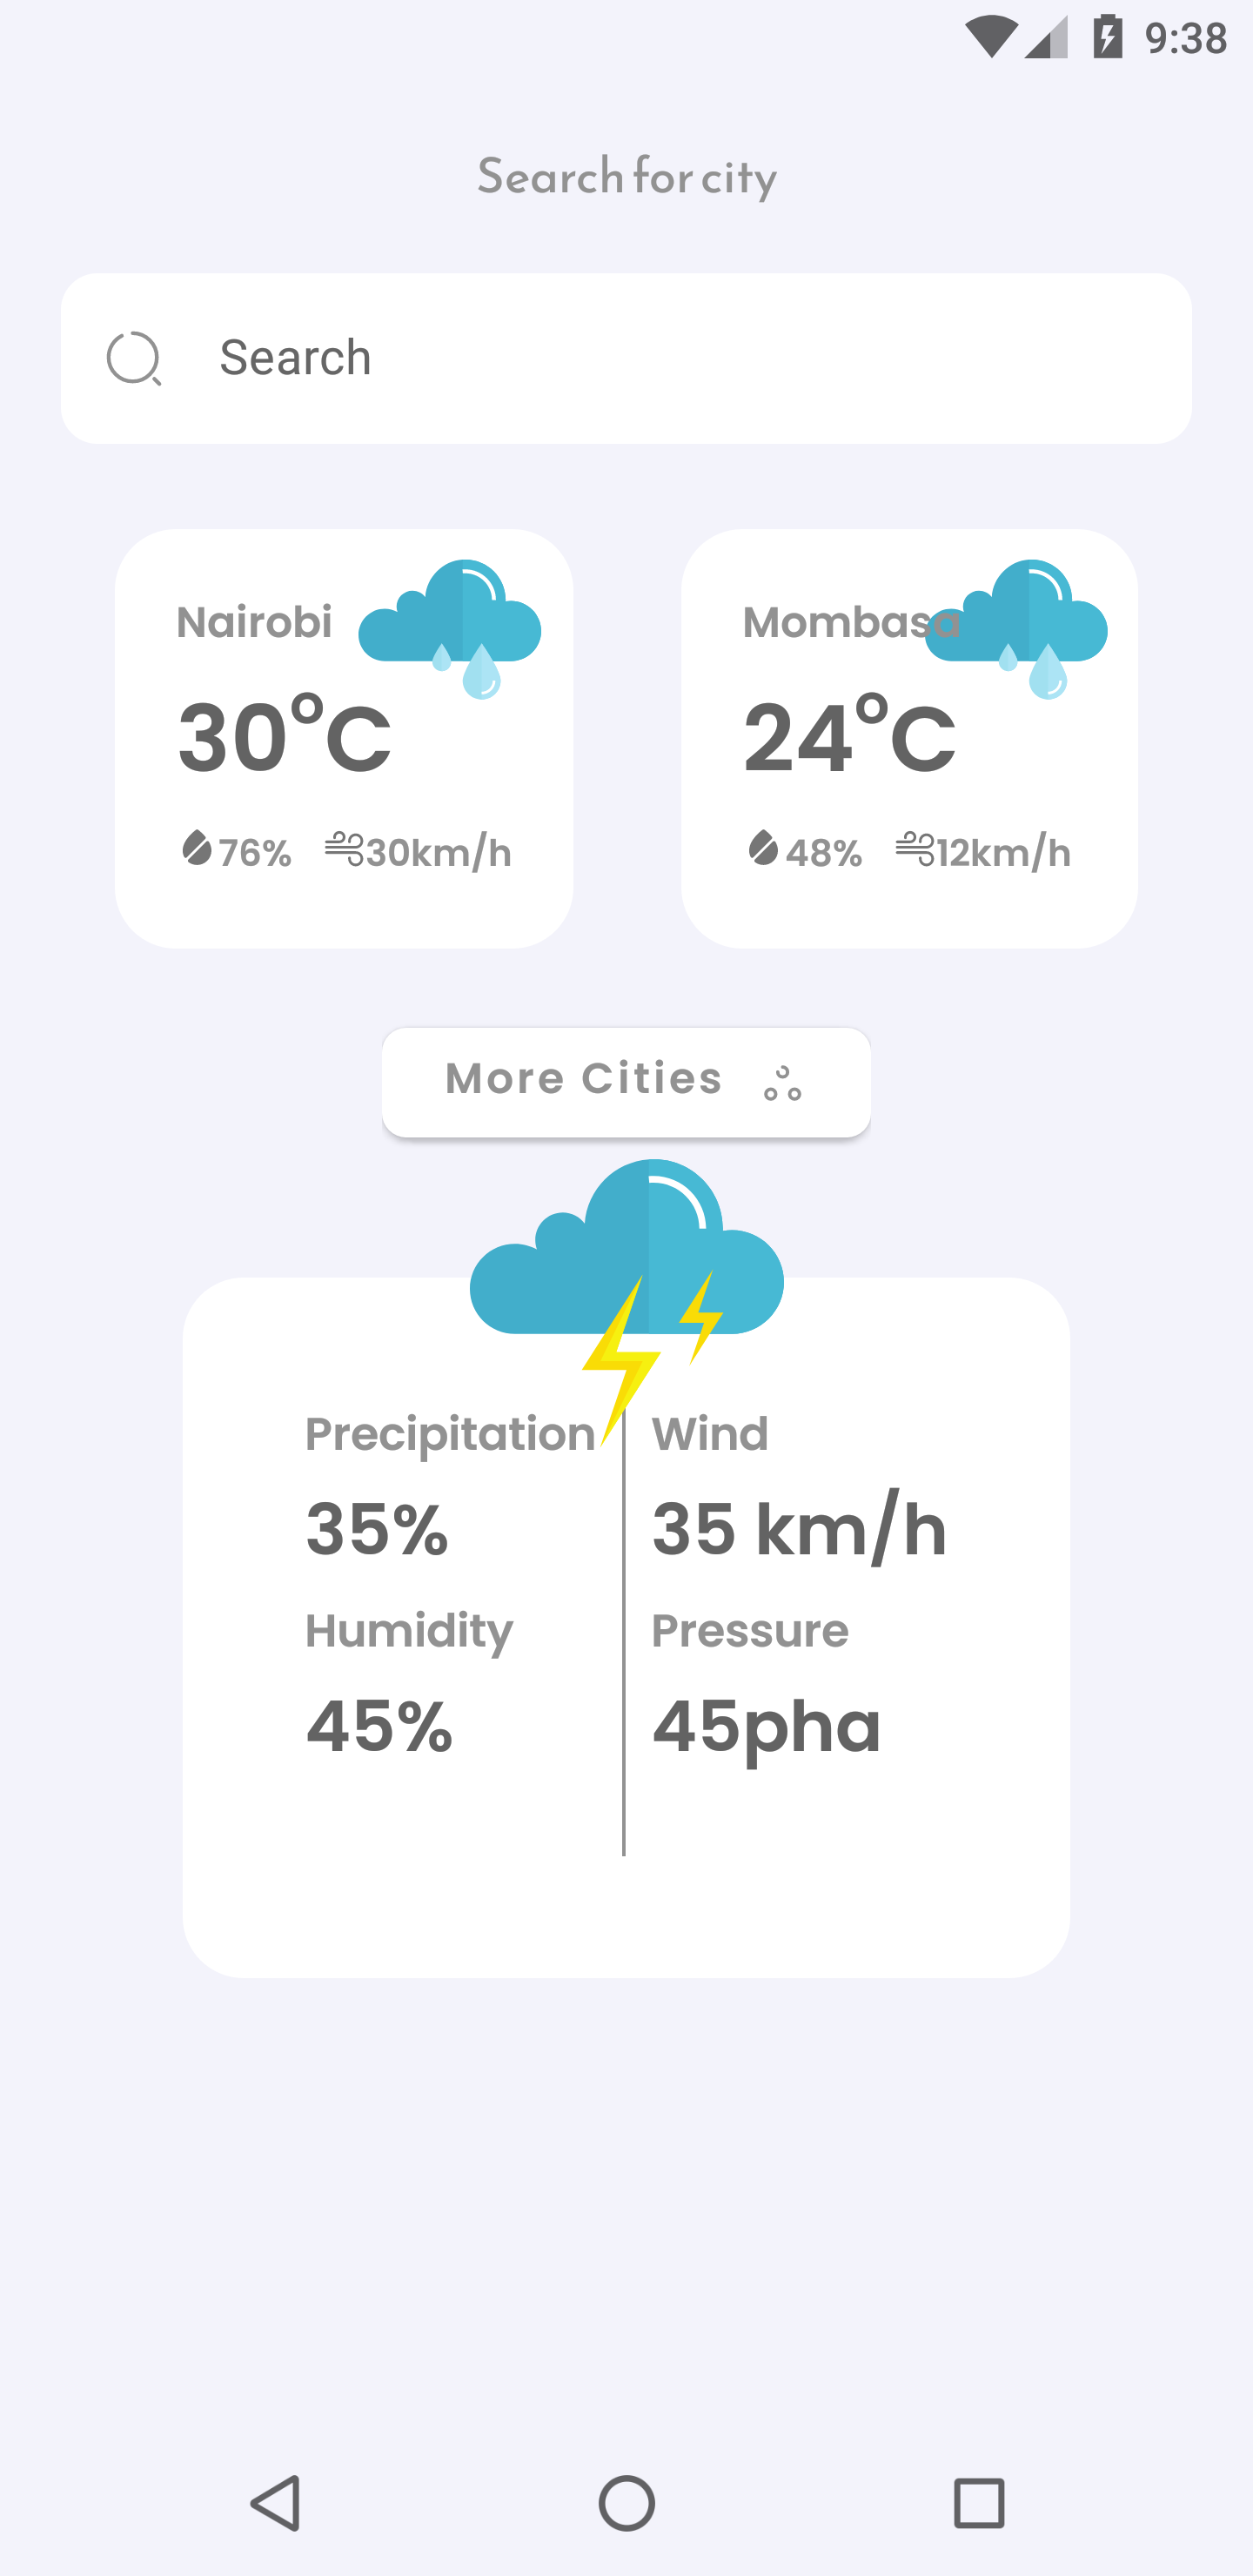 9:38
Search for city
Search
Nairobi
30°C
76% 30km/h
Mombasa
24°C
48% 12km/h
More Cities
Precipitation
35%
Wind
35 km/h
Humidity
45%
Pressure
45pha